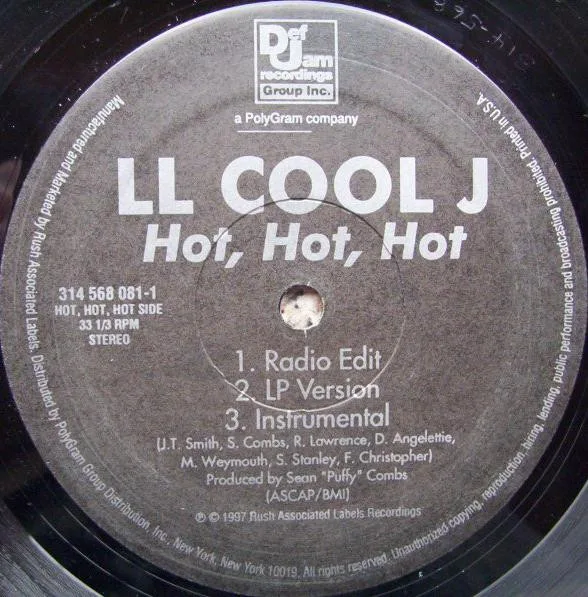 Def
Jam
recordings
Group Inc.
a PolyGram company
LL COOL J
Hot, Hot, Hot
314 568 081-1
HOT, HOT, HOT SIDE
33 1/3 RPM
STEREO
1. Radio Edit
2. LP Version
3. Instrumental
(J.T. Smith, S. Combs, R. Lawrence, D. Angelettie,
M. Weymouth, S. Stanley, F. Christopher)
Produced by Sean "Puffy" Combs
(ASCAP/BMI)
℗ © 1997 Rush Associated Labels Recordings
Manufactured and Marketed by Rush Associated Labels. Distributed by PolyGram Group Distribution, Inc., New York, New York 10019. All rights reserved. Unauthorized copying, reproduction, hiring, lending, public performance and broadcasting prohibited. Printed in U.S.A.